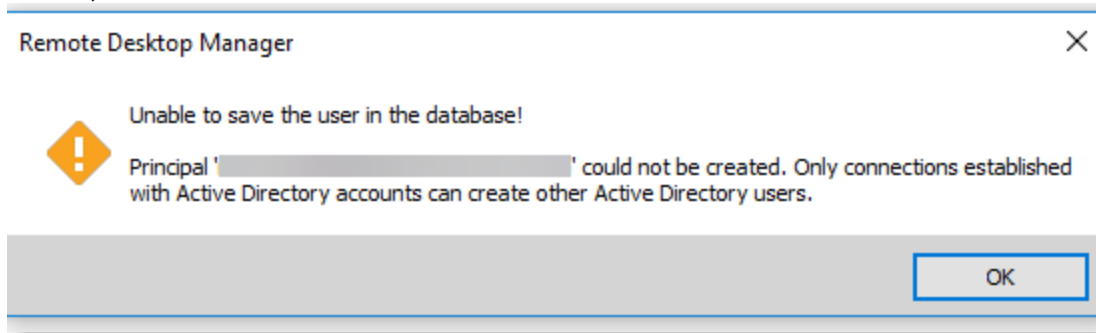 Remote Desktop Manager
Unable to save the user in the database!
Principal ' ' could not be created. Only connections established
with Active Directory accounts can create other Active Directory users.
OK